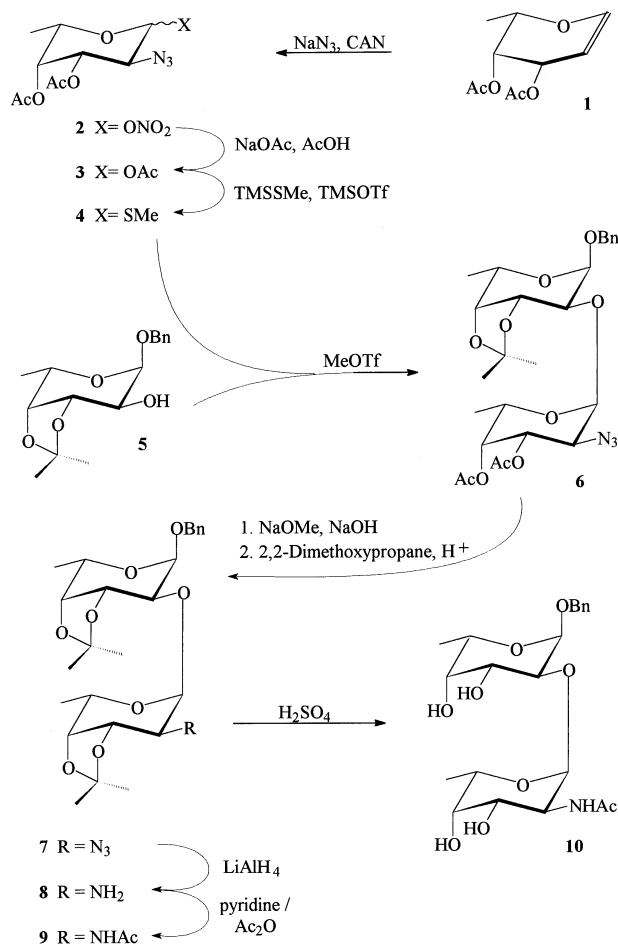 O
X
NaN₃, CAN
O
N₃
AcO
AcO
AcO
AcO
1
2 X= ONO₂
NaOAc, AcOH
3 X= OAc
TMSSMe, TMSOTf
4 X= SMe
OBn
O
O
OBn
MeOTf
O
OH
O
O
O
O
5
O
N₃
AcO
AcO
6
1. NaOMe, NaOH
2. 2,2-Dimethoxypropane, H⁺
OBn
O
O
O
O
OBn
O
O
HO
HO
H₂SO₄
O
R
O
O
O
NHAc
HO
HO
10
7 R = N₃
LiAlH₄
8 R = NH₂
pyridine /
Ac₂O
9 R = NHAc